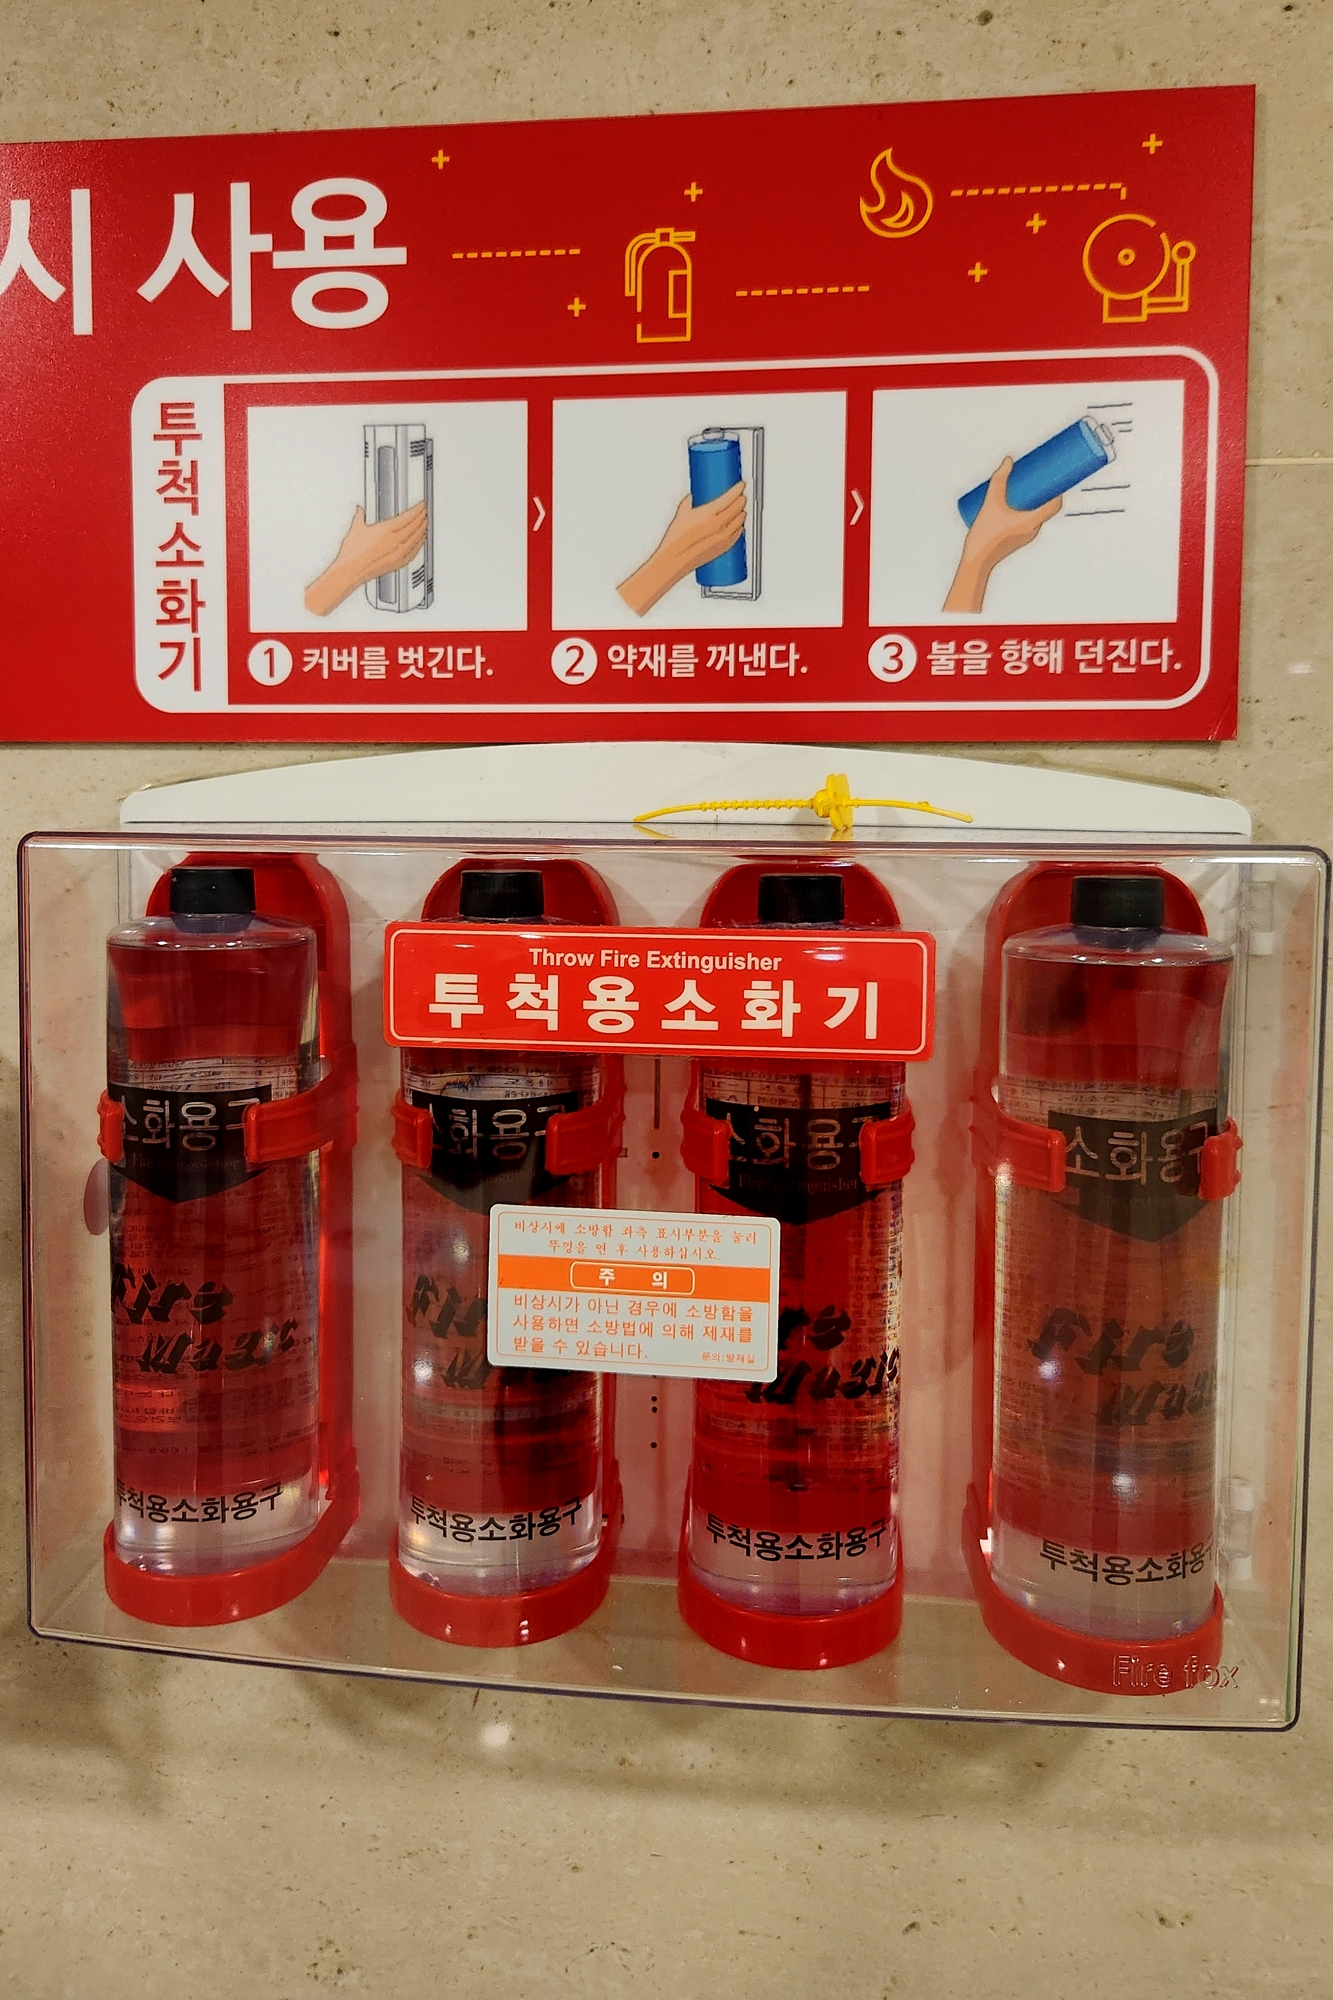 시 사용
투척소화기
1 커버를 벗긴다.
2 약재를 꺼낸다.
3 불을 향해 던진다.
Throw Fire Extinguisher
투척용소화기
소화용구
소화용
소화용
소화용구
Fire extinguisher
비상시에 소방함 좌측 표시부분을 눌러
뚜껑을 연 후 사용하십시오.
주 의
비상시가 아닌 경우에 소방함을
사용하면 소방법에 의해 제재를
받을 수 있습니다.
문의:방재실
투척용소화용구
투척용소화용구
투척용소화용구
투척용소화용구
Fire fox